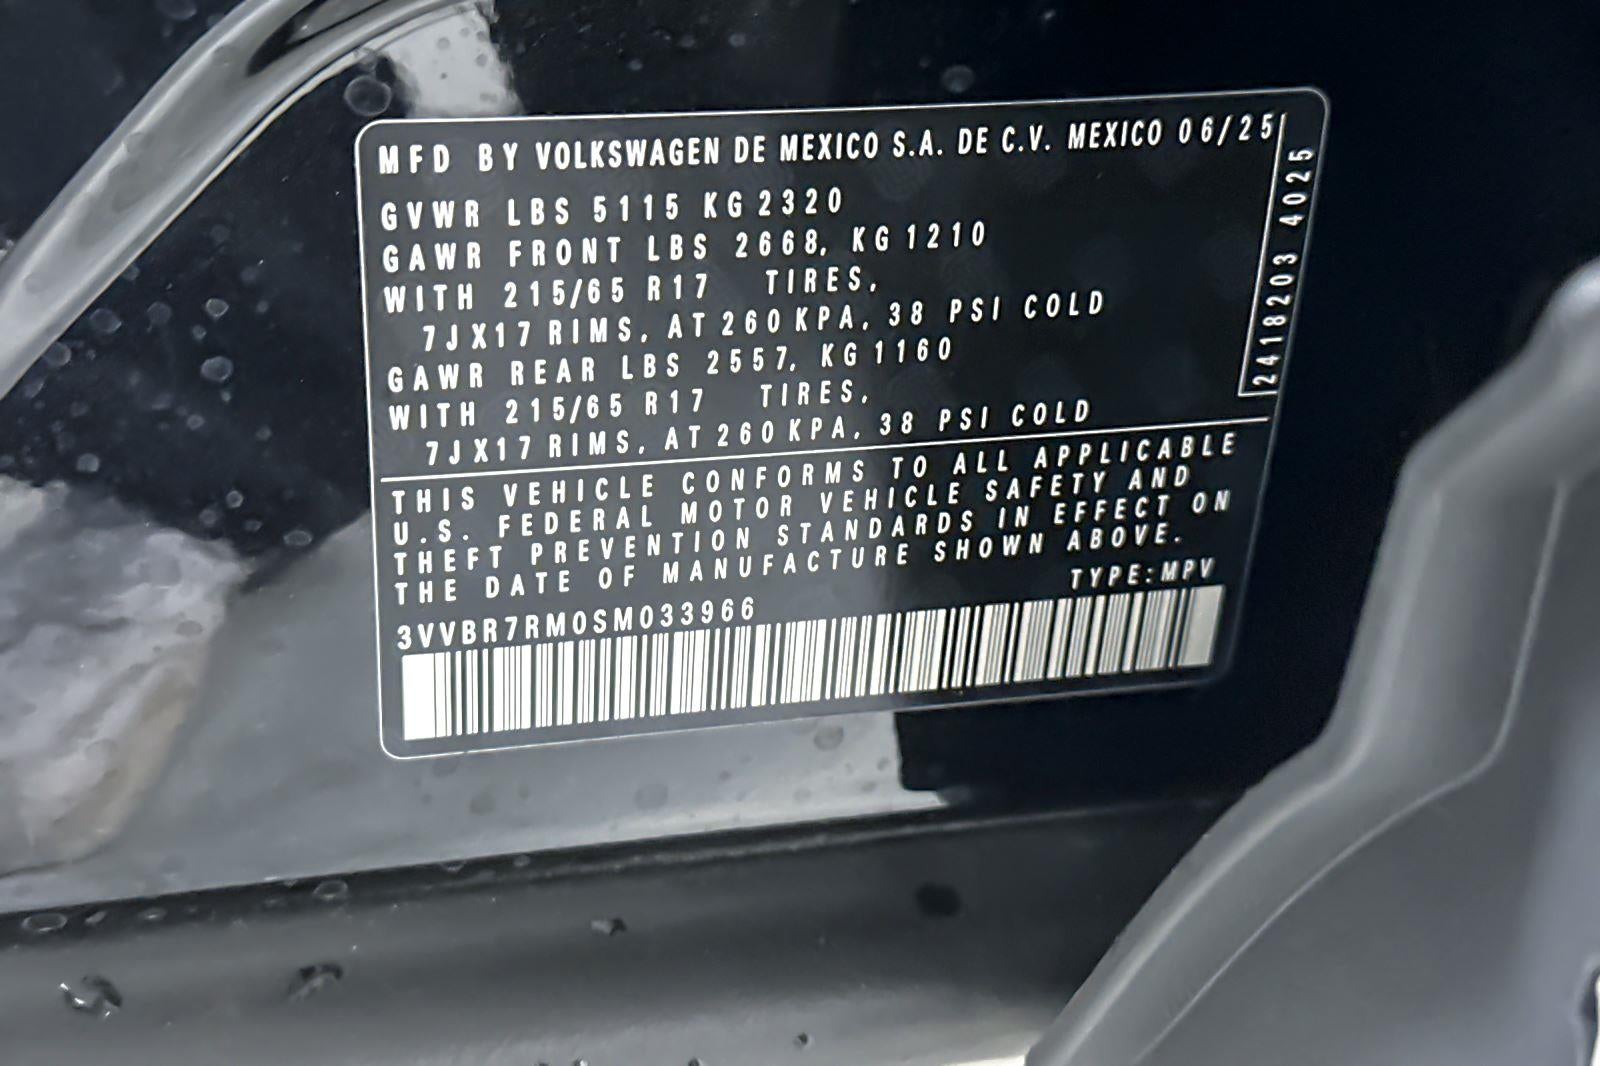 MFD BY VOLKSWAGEN DE MEXICO S.A. DE C.V. MEXICO 06/25
GVWR LBS 5115 KG 2320
GAWR FRONT LBS 2668, KG 1210
WITH 215/65 R17 TIRES,
7JX17 RIMS, AT 260 KPA, 38 PSI COLD
GAWR REAR LBS 2557, KG 1160
WITH 215/65 R17 TIRES,
7JX17 RIMS, AT 260 KPA, 38 PSI COLD
2418203 4025
THIS VEHICLE CONFORMS TO ALL APPLICABLE
U.S. FEDERAL MOTOR VEHICLE SAFETY AND
THEFT PREVENTION STANDARDS IN EFFECT ON
THE DATE OF MANUFACTURE SHOWN ABOVE.
TYPE:MPV
3VVBR7RM0SM033966